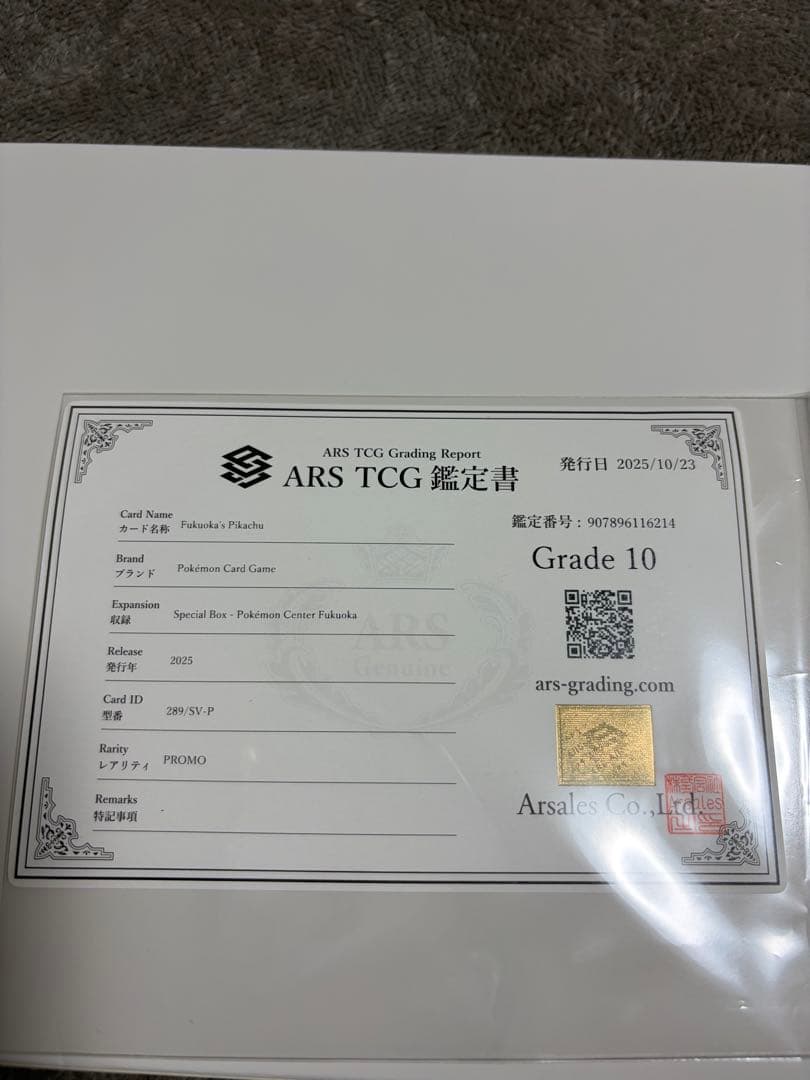 ARS TCG Grading Report
ARS TCG 鑑定書
発行日 2025/10/23
Card Name
カード名称 Fukuoka's Pikachu
Brand
ブランド Pokémon Card Game
Expansion
収録 Special Box - Pokémon Center Fukuoka
Release
発行年 2025
Card ID
型番 289/SV-P
Rarity
レアリティ PROMO
Remarks
特記事項 -
ARS
Genuine
鑑定番号：907896116214
Grade 10
ars-grading.com
Arsales Co.,Ltd.
Arsales